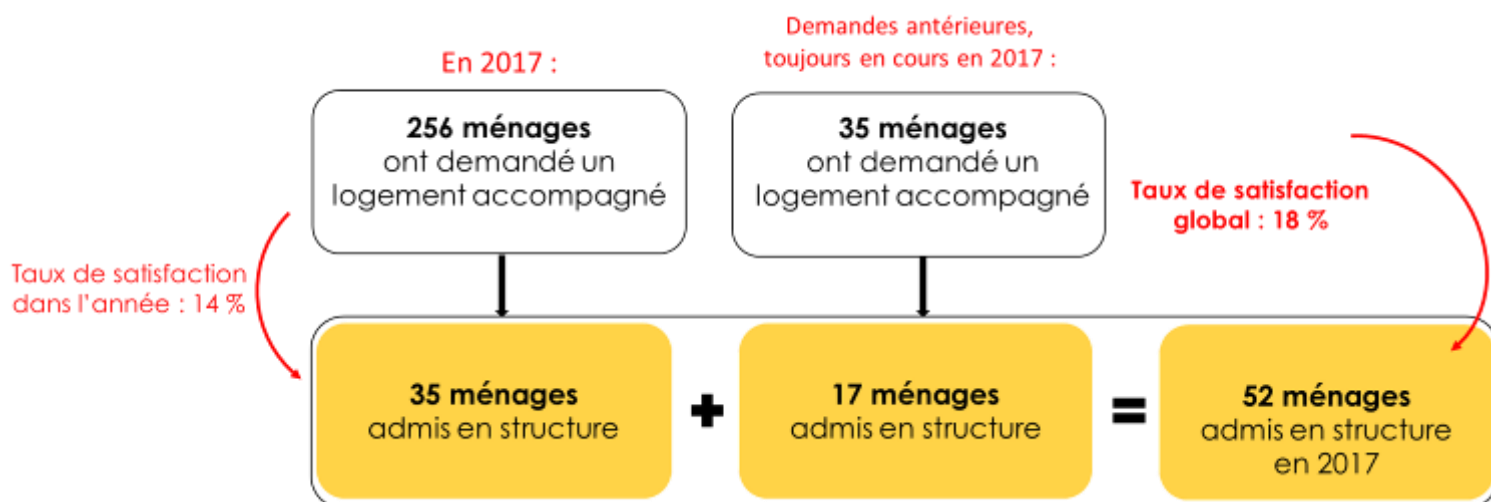 En 2017 :
Demandes antérieures,
toujours en cours en 2017 :
256 ménages
ont demandé un
logement accompagné
35 ménages
ont demandé un
logement accompagné
Taux de satisfaction
global : 18 %
Taux de satisfaction
dans l'année : 14 %
35 ménages
admis en structure
+
17 ménages
admis en structure
=
52 ménages
admis en structure
en 2017